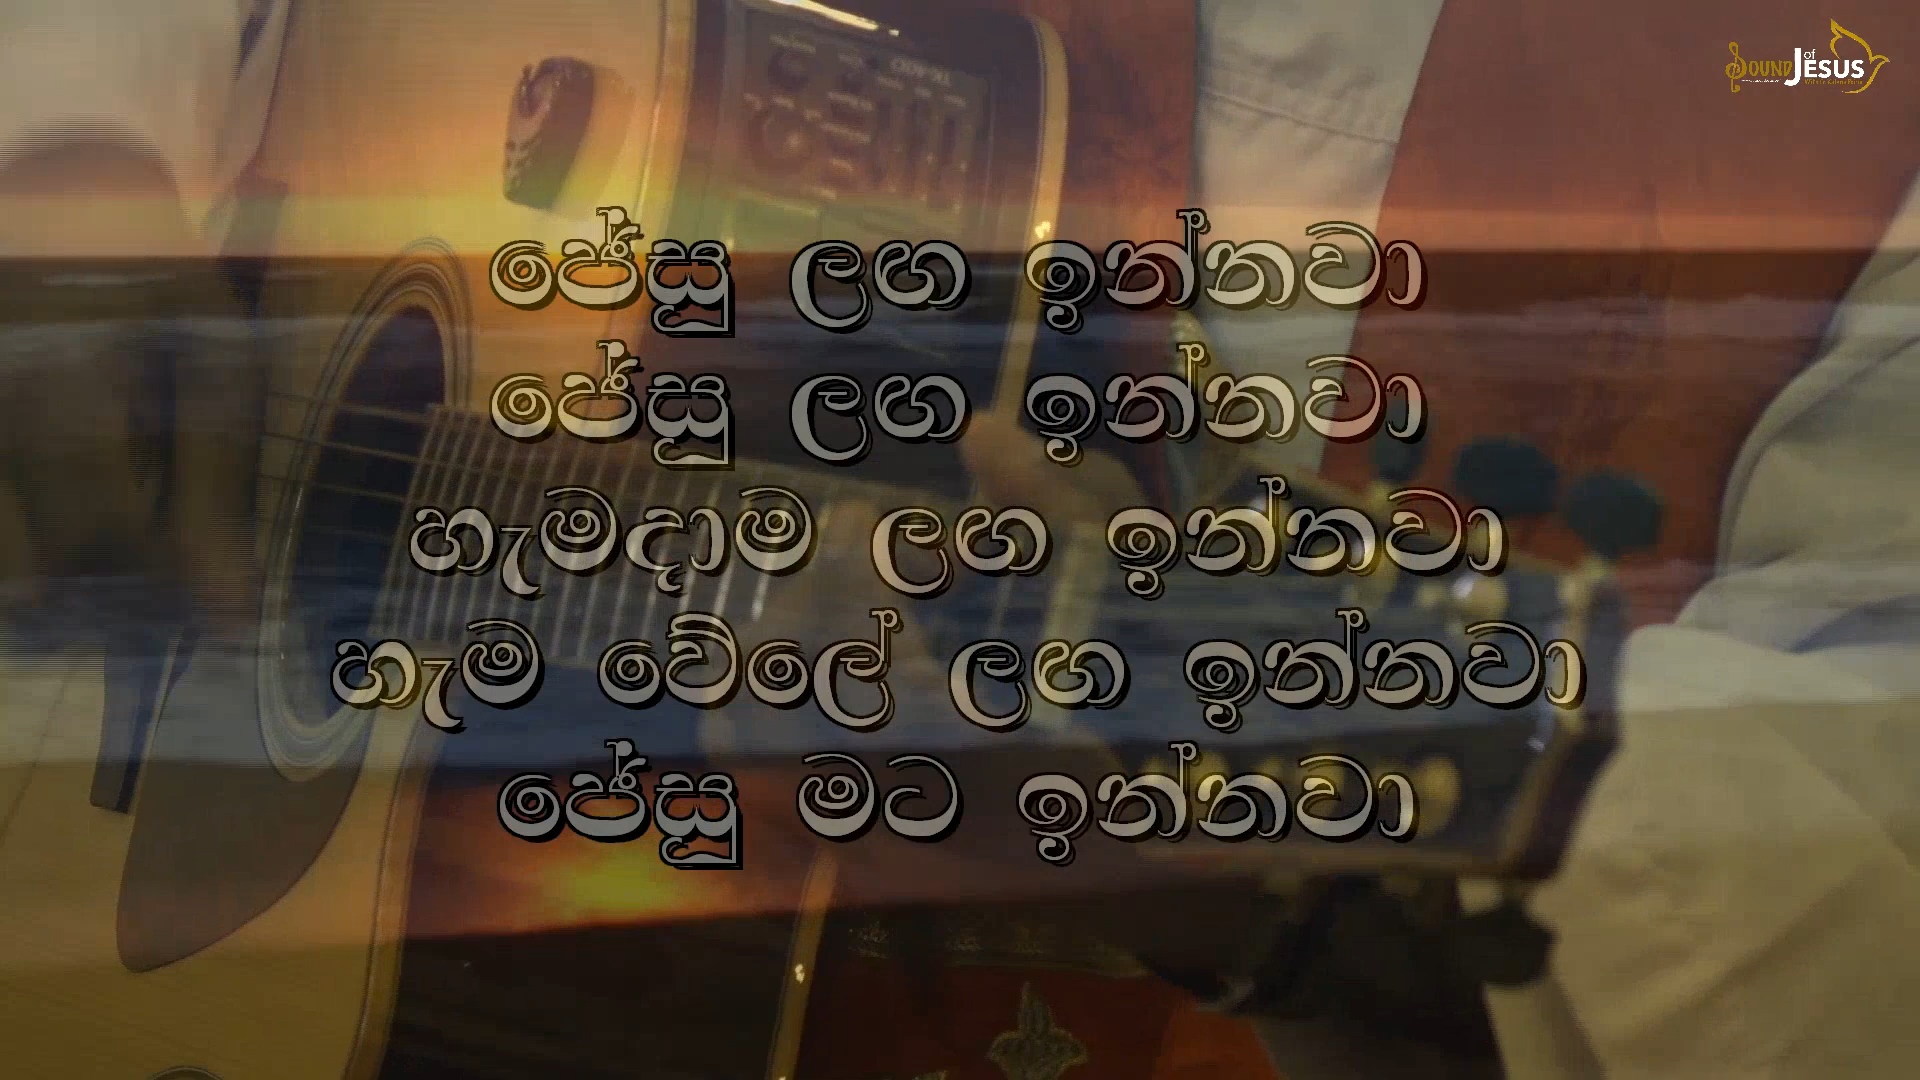 Sound of Jesus
ජේසූ ලඟ ඉන්නවා
ජේසූ ලඟ ඉන්නවා
හැමදාම ලඟ ඉන්නවා
හැම වේලේ ලඟ ඉන්නවා
ජේසූ මට ඉන්නවා